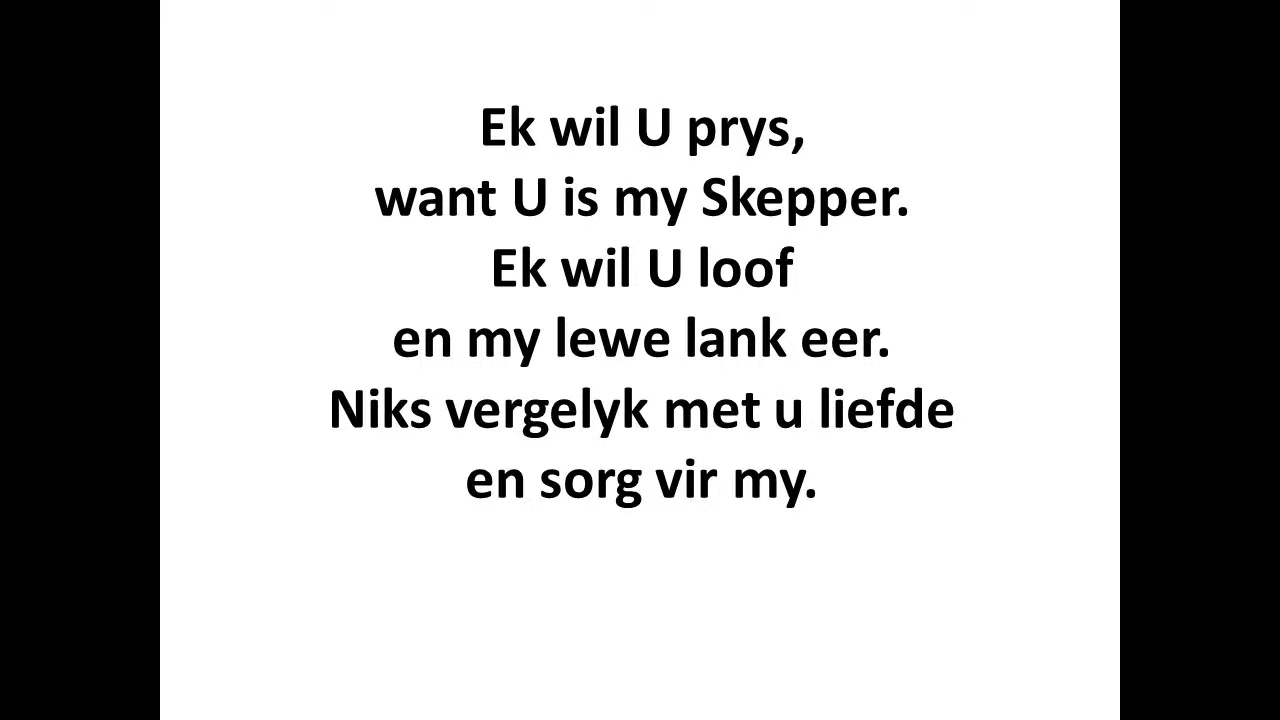 Ek wil U prys,
want U is my Skepper.
Ek wil U loof
en my lewe lank eer.
Niks vergelyk met u liefde
en sorg vir my.